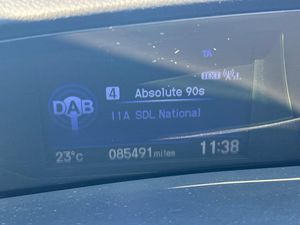 TA
TEXT
DAB
4 Absolute 90s
11A SDL National
23°C 085491 miles 11:38